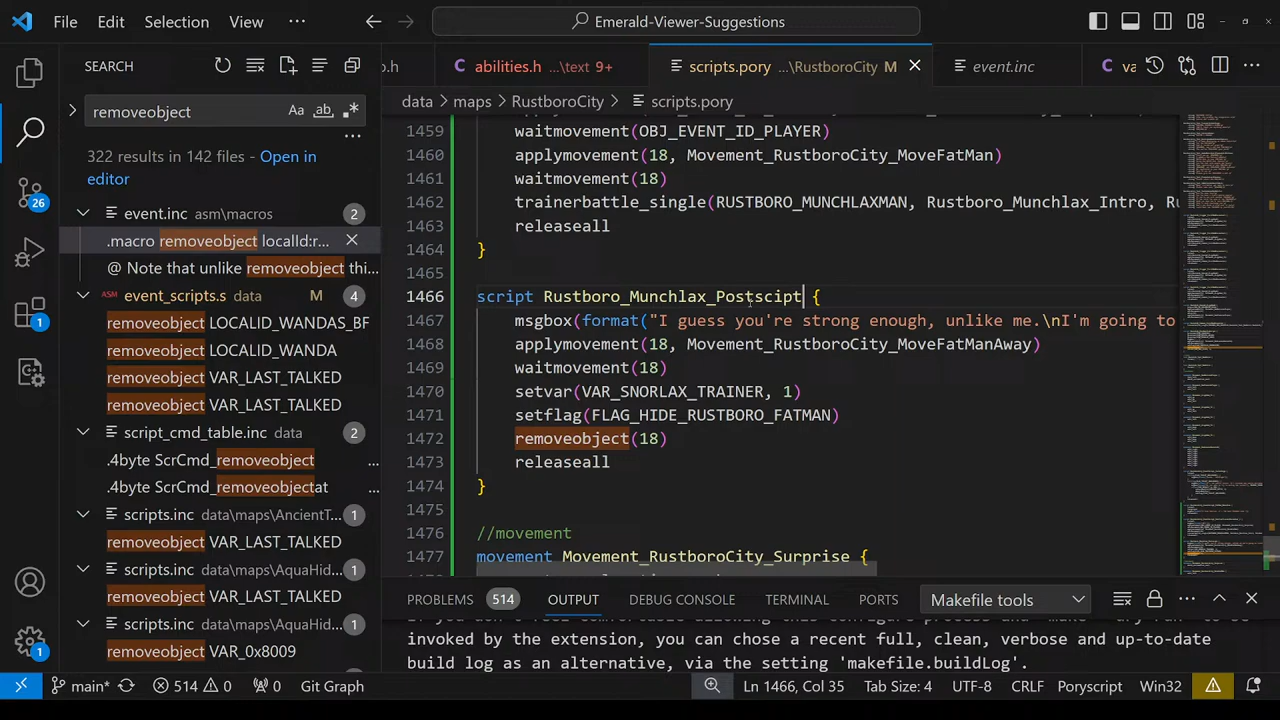 File Edit Selection View ··· Emerald-Viewer-Suggestions
SEARCH
removeobject Aa ab .*
322 results in 142 files - Open in
editor
event.inc asm\macros 2
.macro removeobject localId:r...
@ Note that unlike removeobject thi...
ASM event_scripts.s M 4
removeobject LOCALID_WANDAS_BF
removeobject LOCALID_WANDA
removeobject VAR_LAST_TALKED
removeobject VAR_LAST_TALKED
script_cmd_table.inc data 2
.4byte ScrCmd_removeobject ...
.4byte ScrCmd_removeobjectat ...
scripts.inc data\maps\AncientT... 1
removeobject VAR_LAST_TALKED
scripts.inc data\maps\AquaHid... 1
removeobject VAR_LAST_TALKED
scripts.inc data\maps\AquaHid... 1
removeobject VAR_0x8009
26
1
1
o.h C abilities.h ...\text 9+ scripts.pory ...\RustboroCity M event.inc C va
data > maps > RustboroCity > scripts.pory
1459 waitmovement(OBJ_EVENT_ID_PLAYER)
1460 applymovement(18, Movement_RustboroCity_MoveFatMan)
1461 waitmovement(18)
1462 trainerbattle_single(RUSTBORO_MUNCHLAXMAN, Rustboro_Munchlax_Intro, Ru
1463 releaseall
1464 }
1465
1466 script Rustboro_Munchlax_Postscipt {
1467 msgbox(format("I guess you're strong enough, unlike me.\nI'm going to
1468 applymovement(18, Movement_RustboroCity_MoveFatManAway)
1469 waitmovement(18)
1470 setvar(VAR_SNORLAX_TRAINER, 1)
1471 setflag(FLAG_HIDE_RUSTBORO_FATMAN)
1472 removeobject(18)
1473 releaseall
1474 }
1475
1476 //movement
1477 movement Movement_RustboroCity_Surprise {
PROBLEMS 514 OUTPUT DEBUG CONSOLE TERMINAL PORTS Makefile tools
invoked by the extension, you can chose a recent full, clean, verbose and up-to-date
build log as an alternative, via the setting 'makefile.buildLog'.
main* 514 0 0 Git Graph Ln 1466, Col 35 Tab Size: 4 UTF-8 CRLF Poryscript Win32